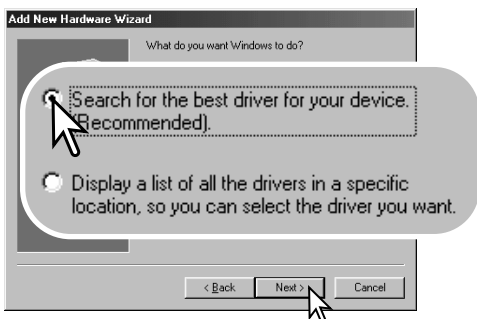 Add New Hardware Wizard
What do you want Windows to do?
Search for the best driver for your device.
(Recommended).
Display a list of all the drivers in a specific
location, so you can select the driver you want.
< Back
Next >
Cancel